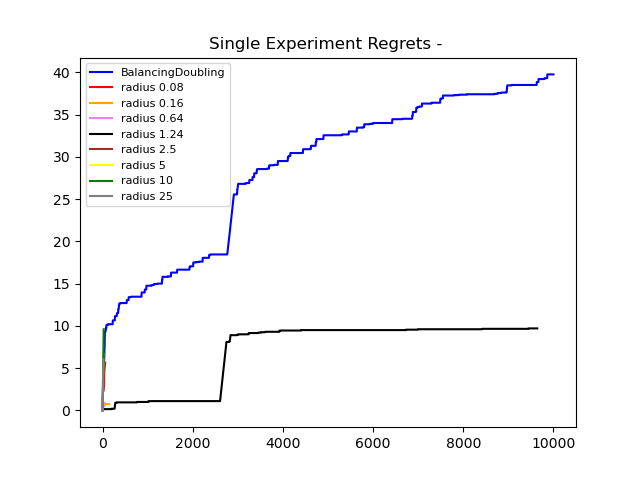 Single Experiment Regrets -
40
35
30
25
20
15
10
5
0
BalancingDoubling
radius 0.08
radius 0.16
radius 0.64
radius 1.24
radius 2.5
radius 5
radius 10
radius 25
0 2000 4000 6000 8000 10000